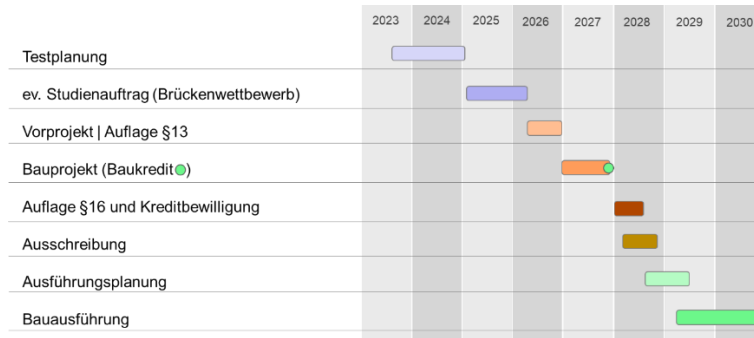 2023 2024 2025 2026 2027 2028 2029 2030
Testplanung
ev. Studienauftrag (Brückenwettbewerb)
Vorprojekt | Auflage §13
Bauprojekt (Baukredit)
Auflage §16 und Kreditbewilligung
Ausschreibung
Ausführungsplanung
Bauausführung